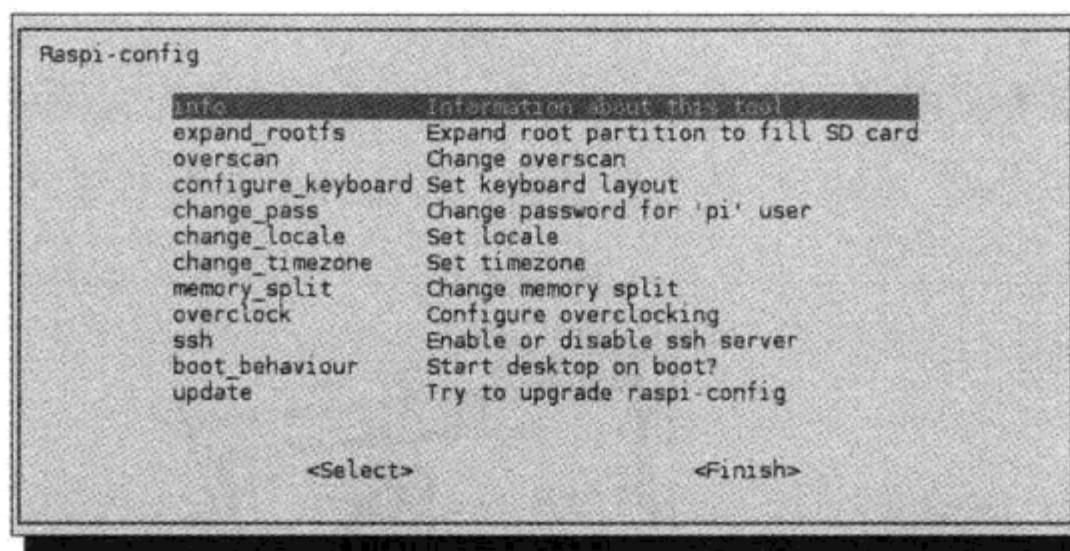 Raspi-config
info Information about this tool
expand_rootfs Expand root partition to fill SD card
overscan Change overscan
configure_keyboard Set keyboard layout
change_pass Change password for 'pi' user
change_locale Set locale
change_timezone Set timezone
memory_split Change memory split
overclock Configure overclocking
ssh Enable or disable ssh server
boot_behaviour Start desktop on boot?
update Try to upgrade raspi-config
<Select> <Finish>